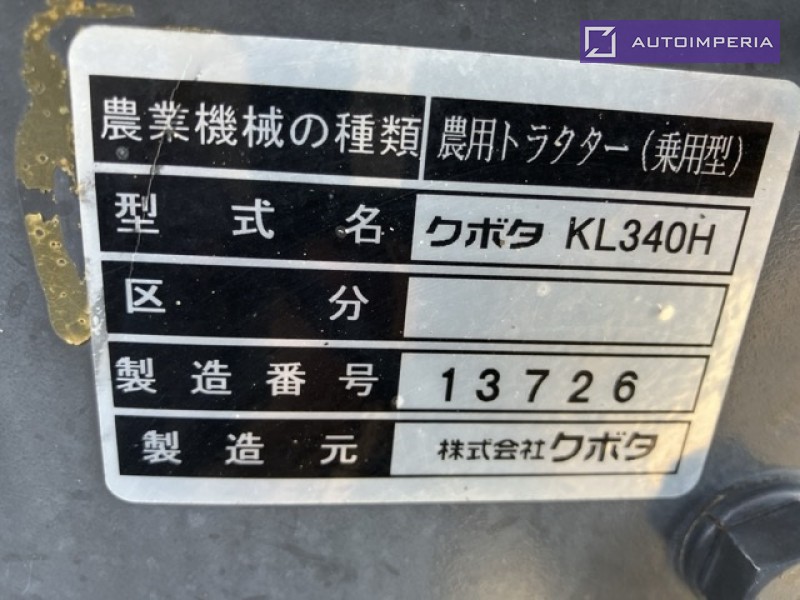 AUTOIMPERIA
農業機械の種類 農用トラクター(乗用型)
型式名 クボタ KL340H
区分
製造番号 13726
製造元 株式会社クボタ